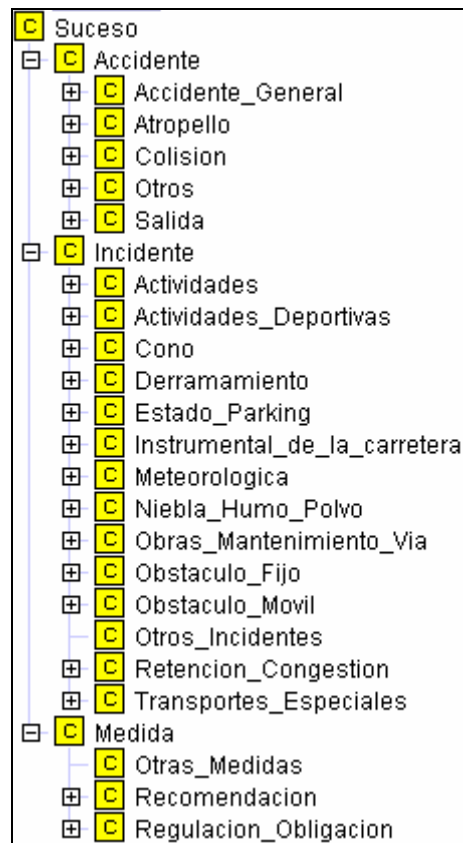 C Suceso
C Accidente
C Accidente_General
C Atropello
C Colision
C Otros
C Salida
C Incidente
C Actividades
C Actividades_Deportivas
C Cono
C Derramamiento
C Estado_Parking
C Instrumental_de_la_carretera
C Meteorologica
C Niebla_Humo_Polvo
C Obras_Mantenimiento_Via
C Obstaculo_Fijo
C Obstaculo_Movil
C Otros_Incidentes
C Retencion_Congestion
C Transportes_Especiales
C Medida
C Otras_Medidas
C Recomendacion
C Regulacion_Obligacion